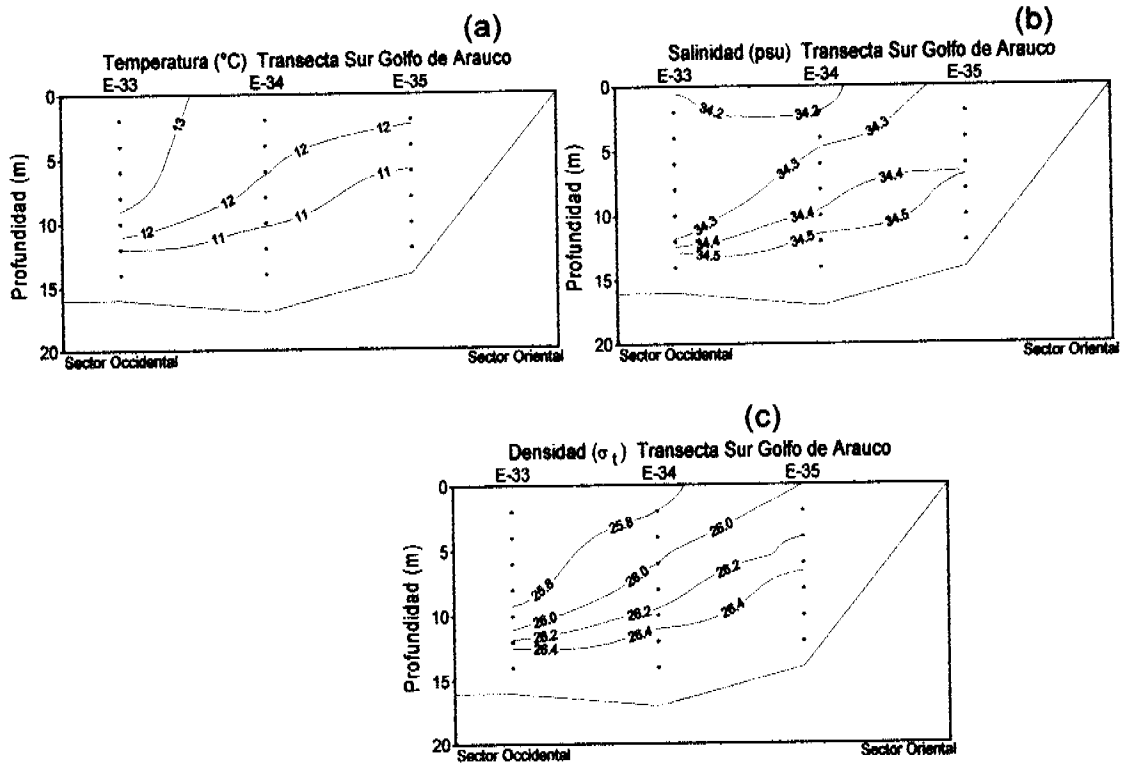 (a)
Temperatura (°C) Transecta Sur Golfo de Arauco
E-33 E-34 E-35
0
5
10
15
20
Profundidad (m)
13
12
12
12
11
11
11
Sector Occidental
Sector Oriental
(b)
Salinidad (psu) Transecta Sur Golfo de Arauco
E-33 E-34 E-35
0
5
10
15
20
Profundidad (m)
34.2
34.2
34.3
34.3
34.3
34.4
34.4
34.4
34.5
34.5
34.5
Sector Occidental
Sector Oriental
(c)
Densidad (σt) Transecta Sur Golfo de Arauco
E-33 E-34 E-35
0
5
10
15
20
Profundidad (m)
25.8
25.8
26.0
26.0
26.0
26.2
26.2
26.2
26.4
26.4
26.4
Sector Occidental
Sector Oriental